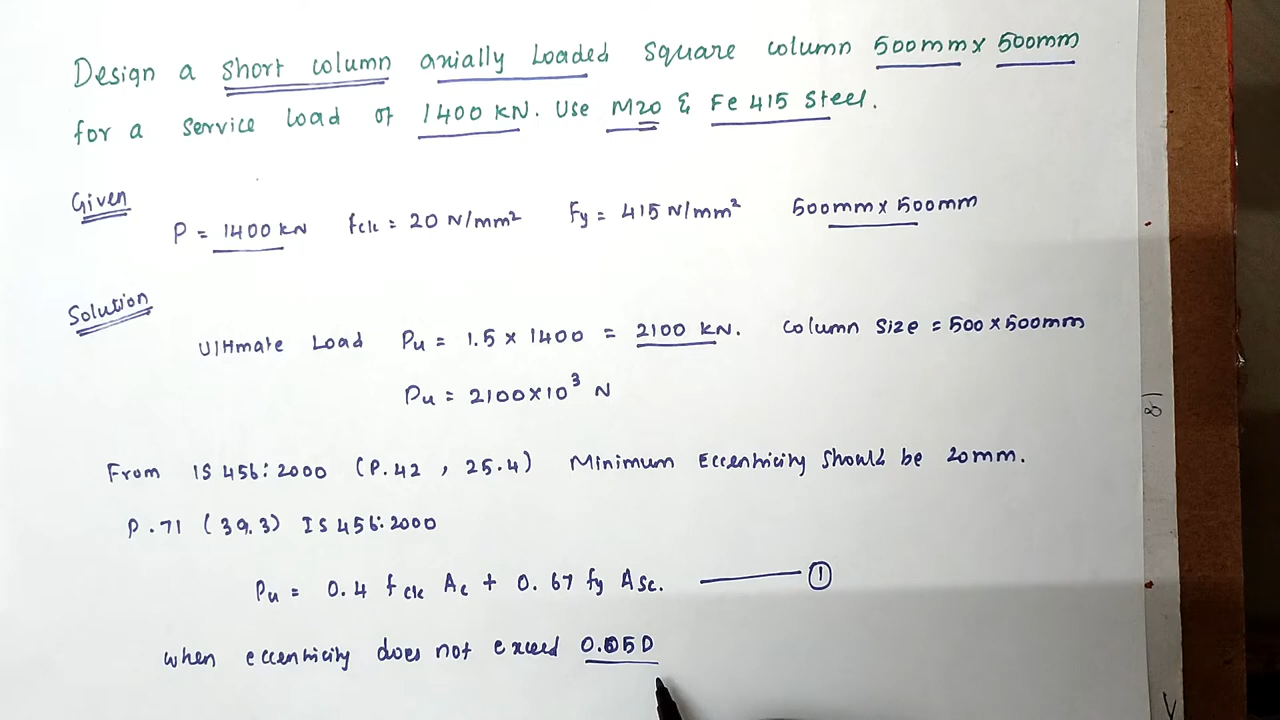 Design a short column axially Loaded square column 500mm x 500mm
for a service Load of 1400 KN. Use M20 & Fe 415 Steel.
Given
P = 1400 KN fck = 20 N/mm² Fy = 415 N/mm² 500mm x 500mm
Solution
Ultimate Load Pu = 1.5 x 1400 = 2100 KN. Column Size = 500 x 500mm
Pu = 2100x10³ N
From IS 456:2000 (P.42 , 25.4) Minimum Eccentricity Should be 20mm.
P.71 (39.3) IS 456:2000
Pu = 0.4 fck Ac + 0.67 fy Asc. ①
when eccentricity does not exceed 0.05D